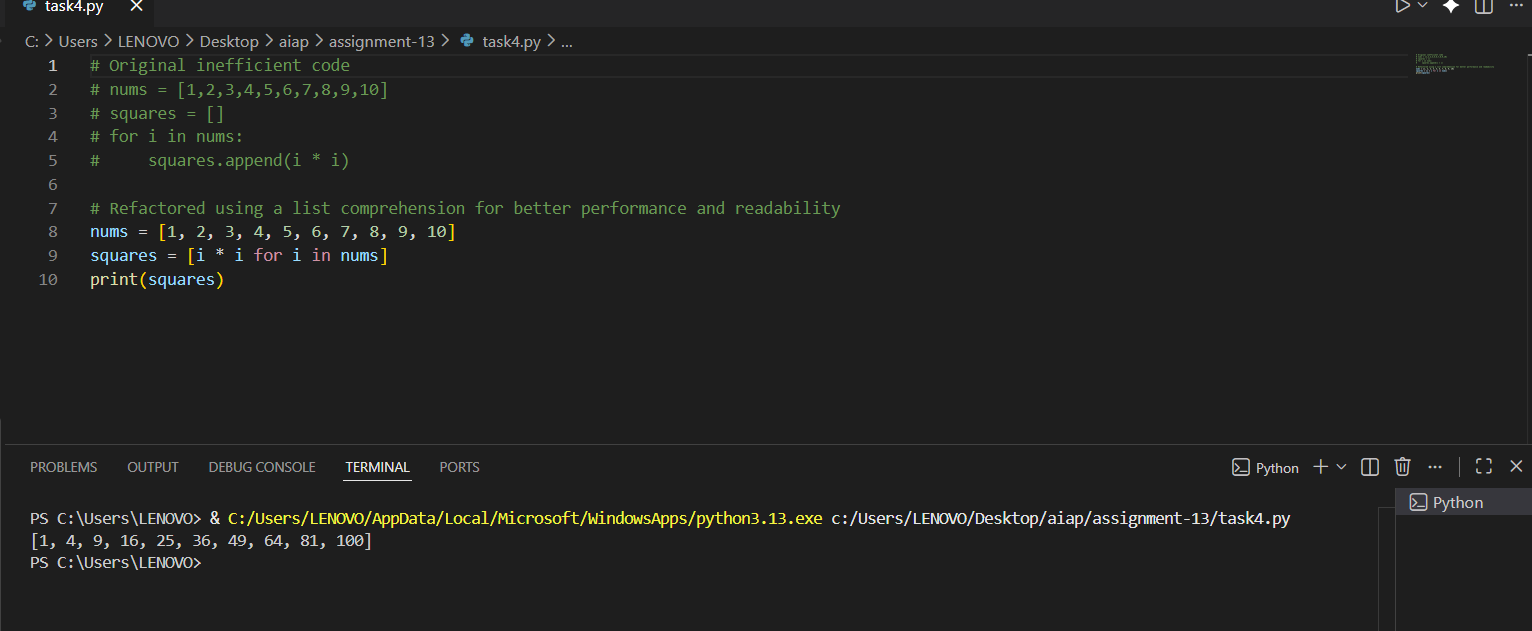 task4.py
C: > Users > LENOVO > Desktop > aiap > assignment-13 > task4.py > ...
1 # Original inefficient code
2 # nums = [1,2,3,4,5,6,7,8,9,10]
3 # squares = []
4 # for i in nums:
5 #     squares.append(i * i)
6
7 # Refactored using a list comprehension for better performance and readability
8 nums = [1, 2, 3, 4, 5, 6, 7, 8, 9, 10]
9 squares = [i * i for i in nums]
10 print(squares)
PROBLEMS OUTPUT DEBUG CONSOLE TERMINAL PORTS Python
PS C:\Users\LENOVO> & C:/Users/LENOVO/AppData/Local/Microsoft/WindowsApps/python3.13.exe c:/Users/LENOVO/Desktop/aiap/assignment-13/task4.py
[1, 4, 9, 16, 25, 36, 49, 64, 81, 100]
PS C:\Users\LENOVO>
Python